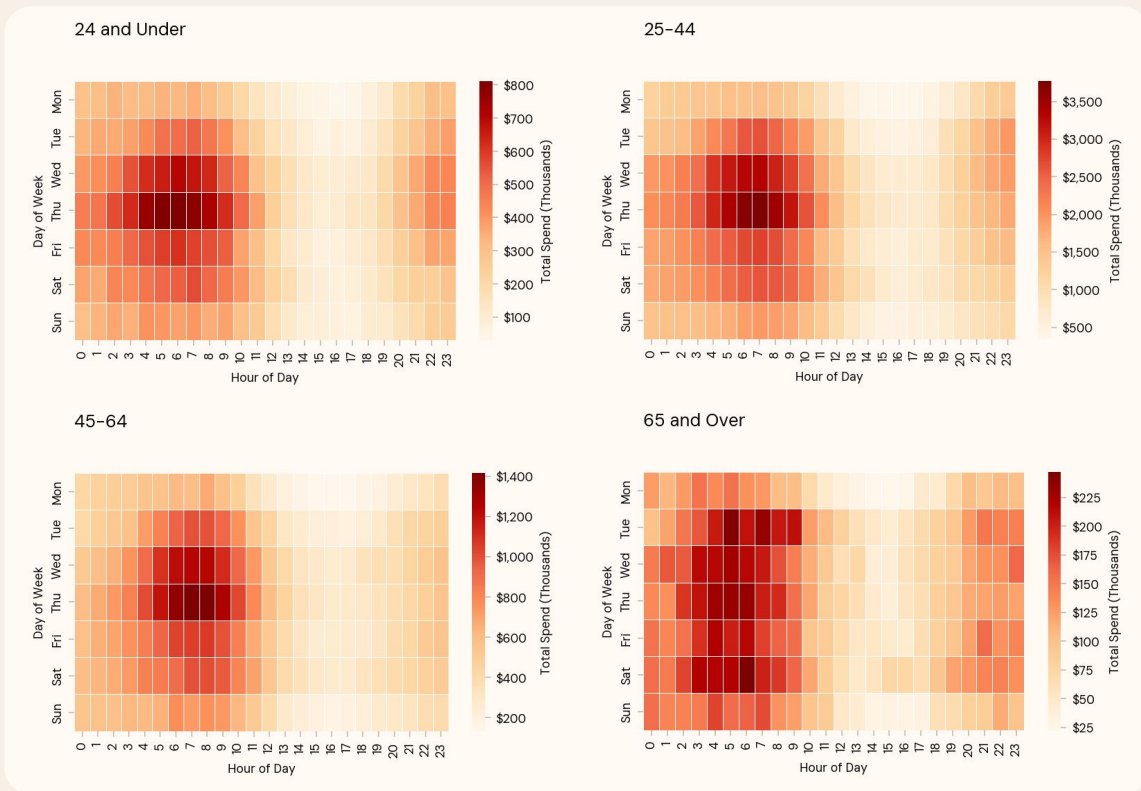 24 and Under
Day of Week
Mon
Tue
Wed
Thu
Fri
Sat
Sun
0 1 2 3 4 5 6 7 8 9 10 11 12 13 14 15 16 17 18 19 20 21 22 23
Hour of Day
$800
$700
$600
$500
$400
$300
$200
$100
Total Spend (Thousands)
25-44
Day of Week
Mon
Tue
Wed
Thu
Fri
Sat
Sun
0 1 2 3 4 5 6 7 8 9 10 11 12 13 14 15 16 17 18 19 20 21 22 23
Hour of Day
$3,500
$3,000
$2,500
$2,000
$1,500
$1,000
$500
Total Spend (Thousands)
45-64
Day of Week
Mon
Tue
Wed
Thu
Fri
Sat
Sun
0 1 2 3 4 5 6 7 8 9 10 11 12 13 14 15 16 17 18 19 20 21 22 23
Hour of Day
$1,400
$1,200
$1,000
$800
$600
$400
$200
Total Spend (Thousands)
65 and Over
Day of Week
Mon
Tue
Wed
Thu
Fri
Sat
Sun
0 1 2 3 4 5 6 7 8 9 10 11 12 13 14 15 16 17 18 19 20 21 22 23
Hour of Day
$225
$200
$175
$150
$125
$100
$75
$50
$25
Total Spend (Thousands)